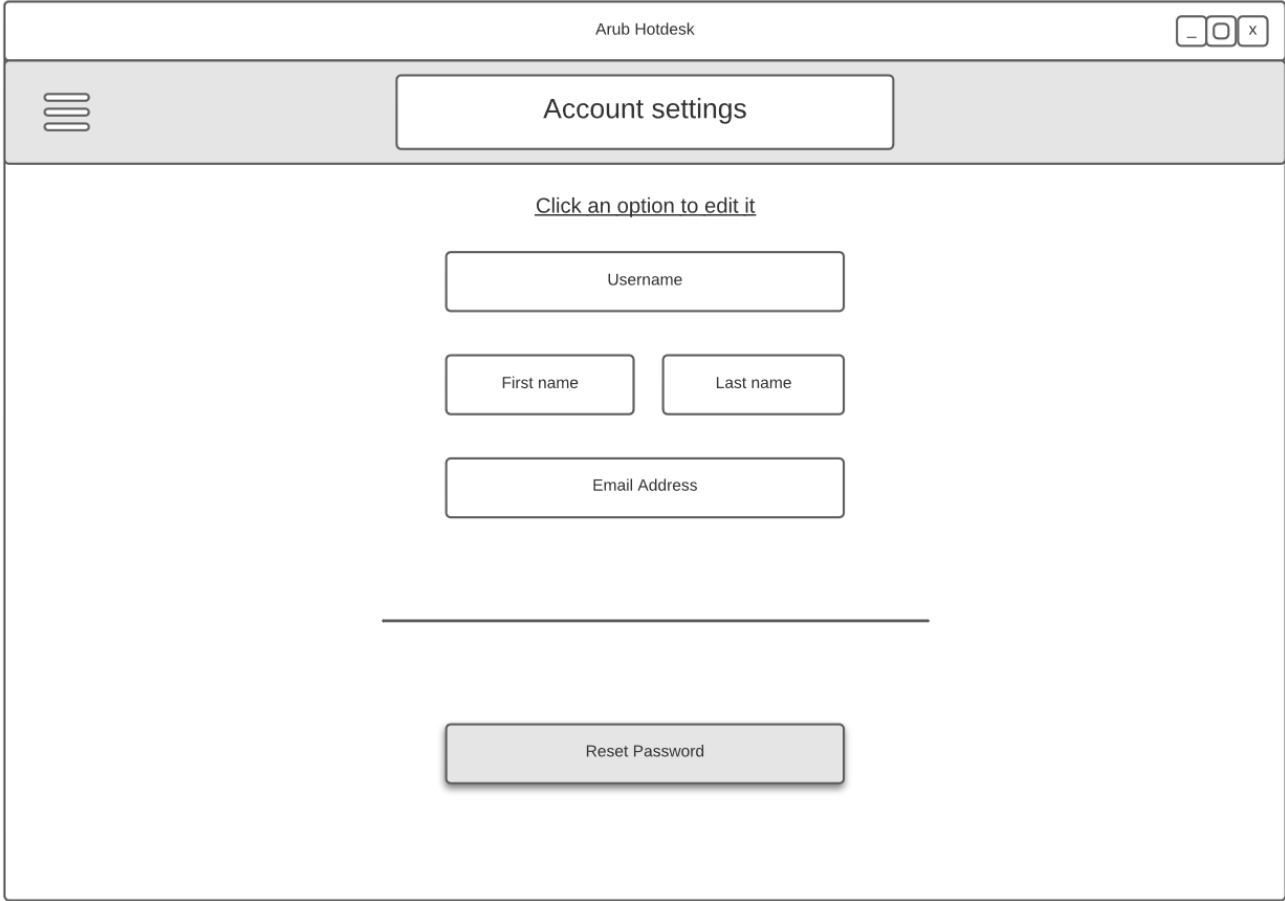 Arub Hotdesk
_ x
Account settings
Click an option to edit it
Username
First name Last name
Email Address
Reset Password